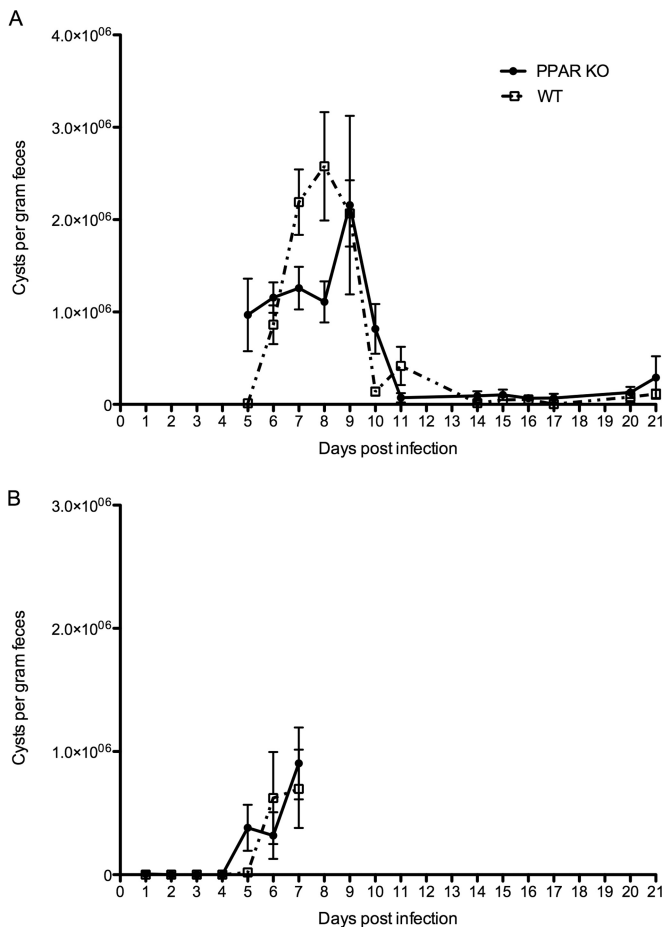 A
4.0×10⁰⁶
3.0×10⁰⁶
2.0×10⁰⁶
1.0×10⁰⁶
0
Cysts per gram feces
PPAR KO
WT
0 1 2 3 4 5 6 7 8 9 10 11 12 13 14 15 16 17 18 19 20 21
Days post infection
B
3.0×10⁰⁶
2.0×10⁰⁶
1.0×10⁰⁶
0
Cysts per gram feces
0 1 2 3 4 5 6 7 8 9 10 11 12 13 14 15 16 17 18 19 20 21
Days post infection